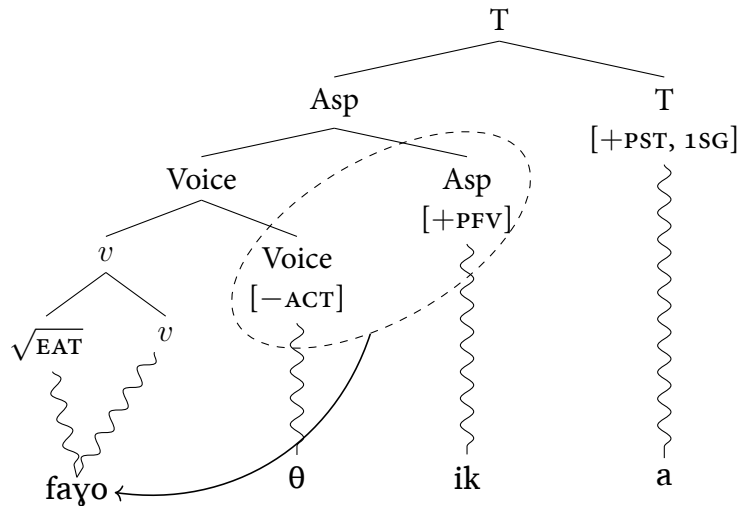 T
Asp
T
[+PST, 1SG]
Voice
Asp
[+PFV]
v
Voice
[−ACT]
√EAT
v
faɣo
θ
ik
a